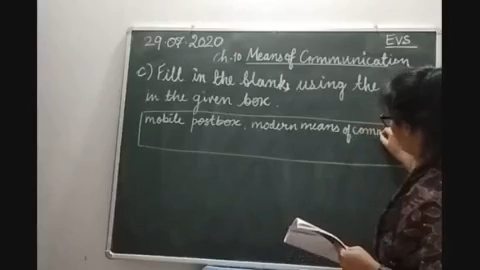 29.07.2020 EVS
Ch.10 Means of Communication
C) Fill in the blanks using the
in the given box.
mobile postbox, modern means of comm